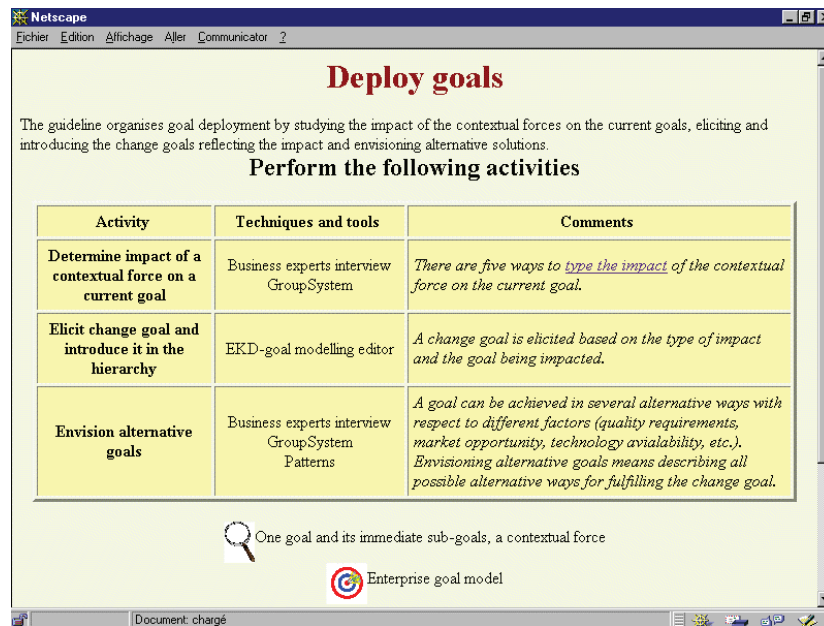 Netscape
Fichier Edition Affichage Aller Communicator ?
Deploy goals
The guideline organises goal deployment by studying the impact of the contextual forces on the current goals, eliciting and
introducing the change goals reflecting the impact and envisioning alternative solutions.
Perform the following activities
Activity
Techniques and tools
Comments
Determine impact of a
contextual force on a
current goal
Business experts interview
GroupSystem
There are five ways to type the impact of the contextual
force on the current goal.
Elicit change goal and
introduce it in the
hierarchy
EKD-goal modelling editor
A change goal is elicited based on the type of impact
and the goal being impacted.
Envision alternative
goals
Business experts interview
GroupSystem
Patterns
A goal can be achieved in several alternative ways with
respect to different factors (quality requirements,
market opportunity, technology avialability, etc.).
Envisioning alternative goals means describing all
possible alternative ways for fulfilling the change goal.
One goal and its immediate sub-goals, a contextual force
Enterprise goal model
Document: chargé